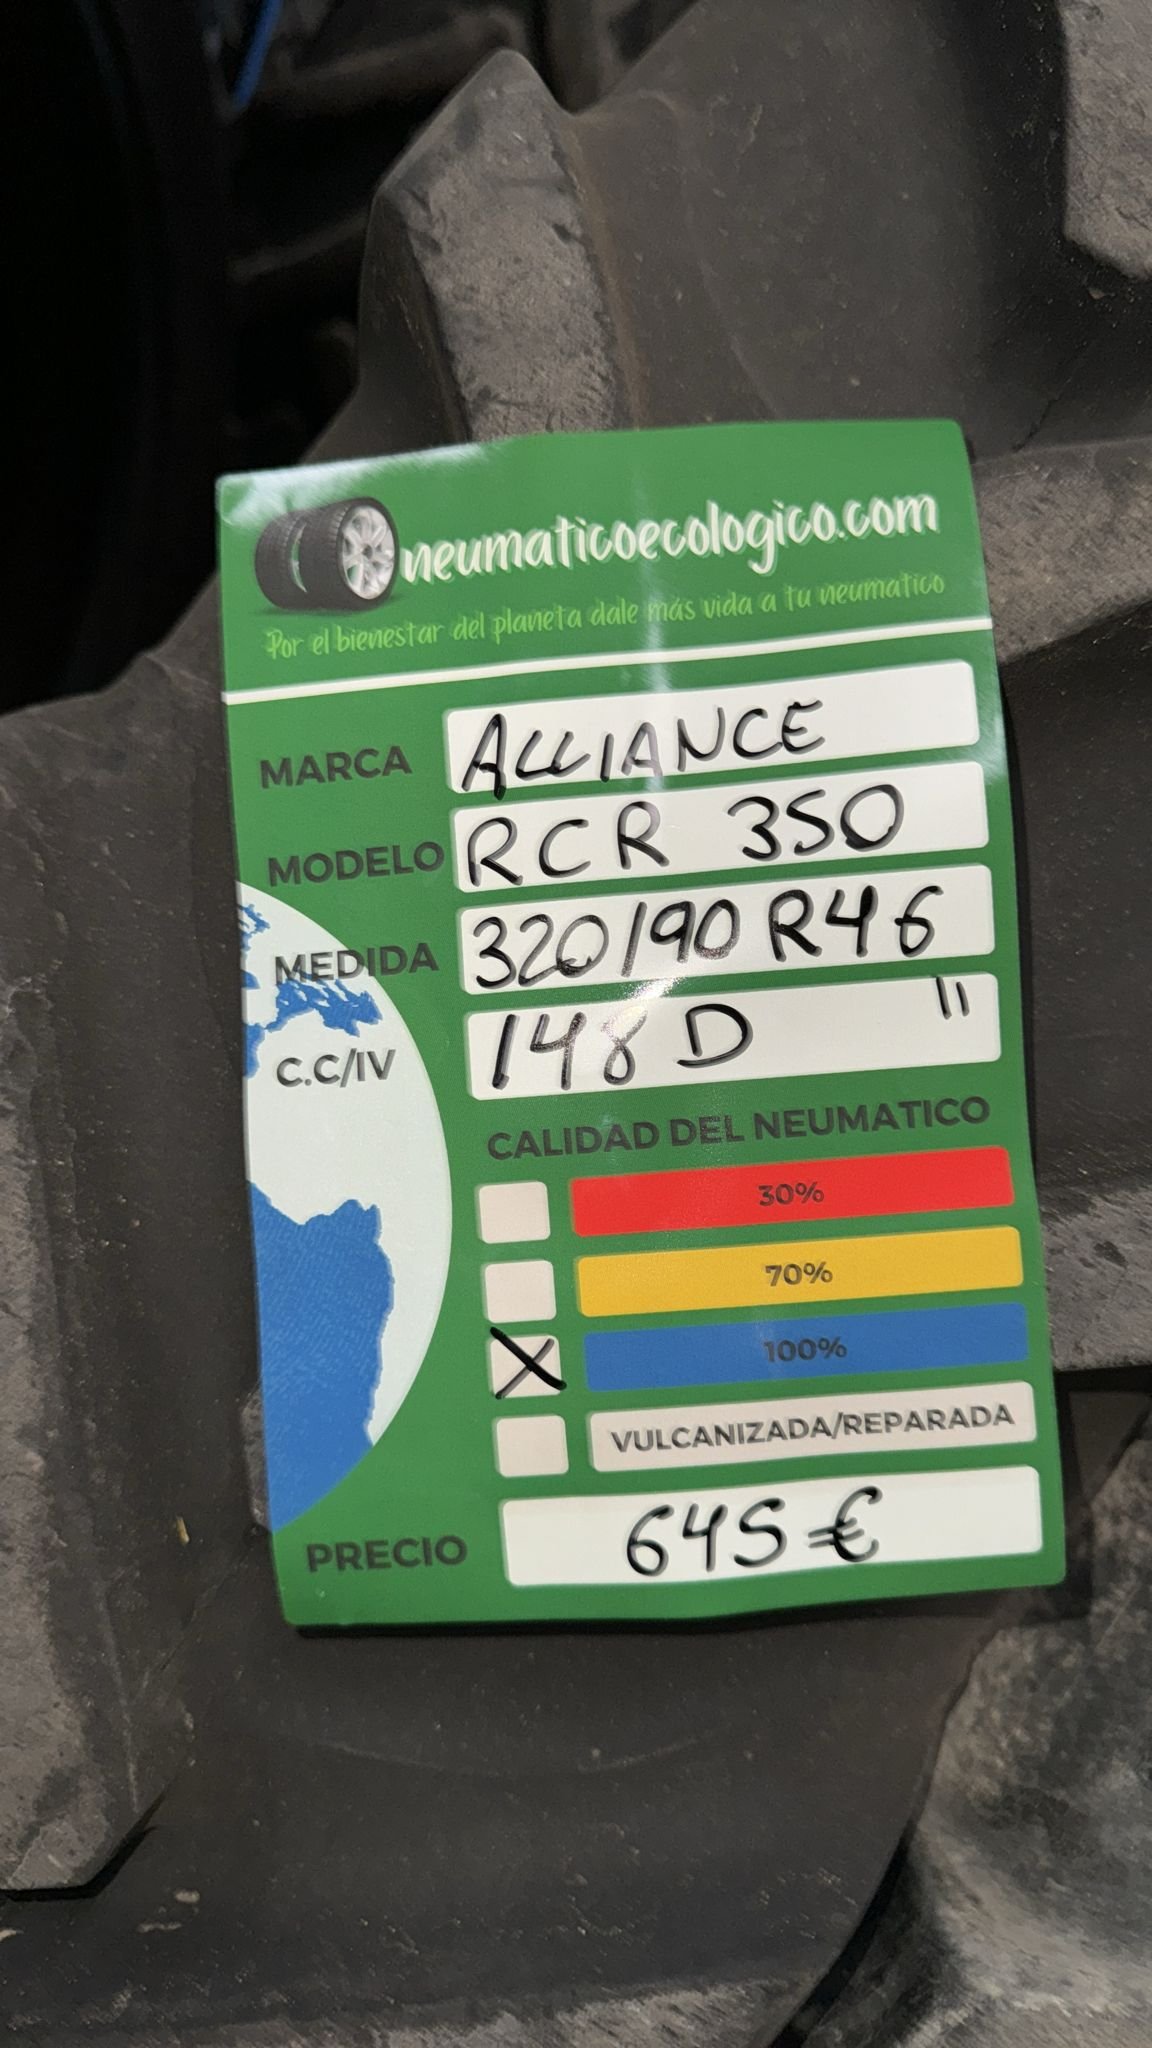 neumaticoecologico.com
Por el bienestar del planeta dale más vida a tu neumatico
MARCA ALLIANCE
MODELO RCR 350
MEDIDA 320/90 R46"
C.C/IV 148 D
CALIDAD DEL NEUMATICO
30%
70%
X 100%
VULCANIZADA/REPARADA
PRECIO 645€